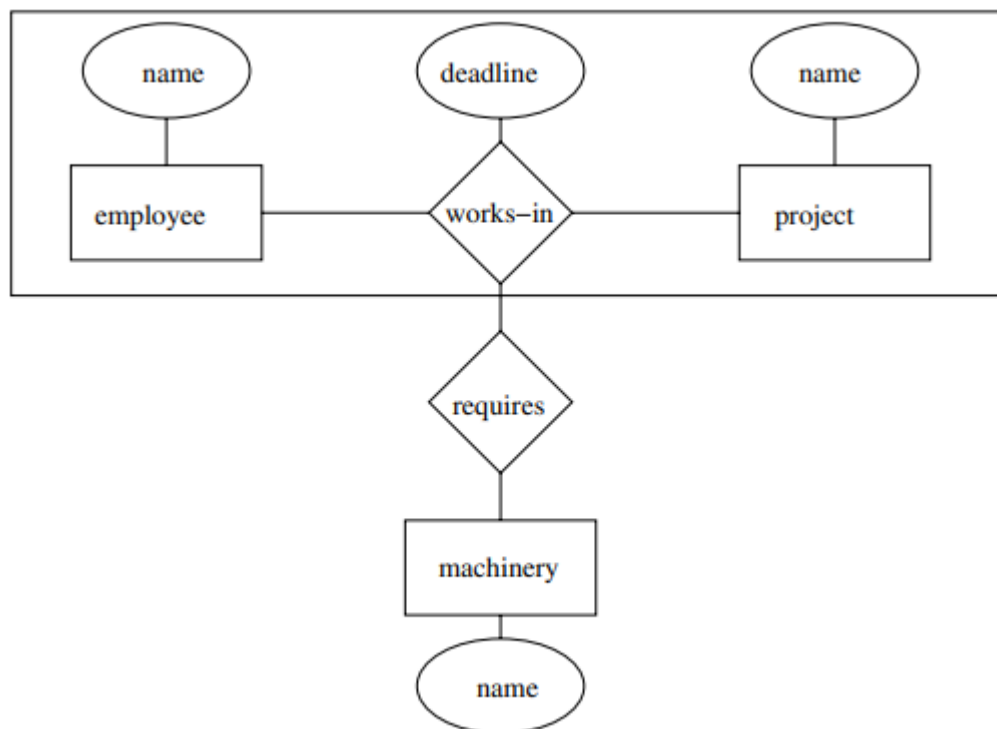 name
deadline
name
employee
works−in
project
requires
machinery
name